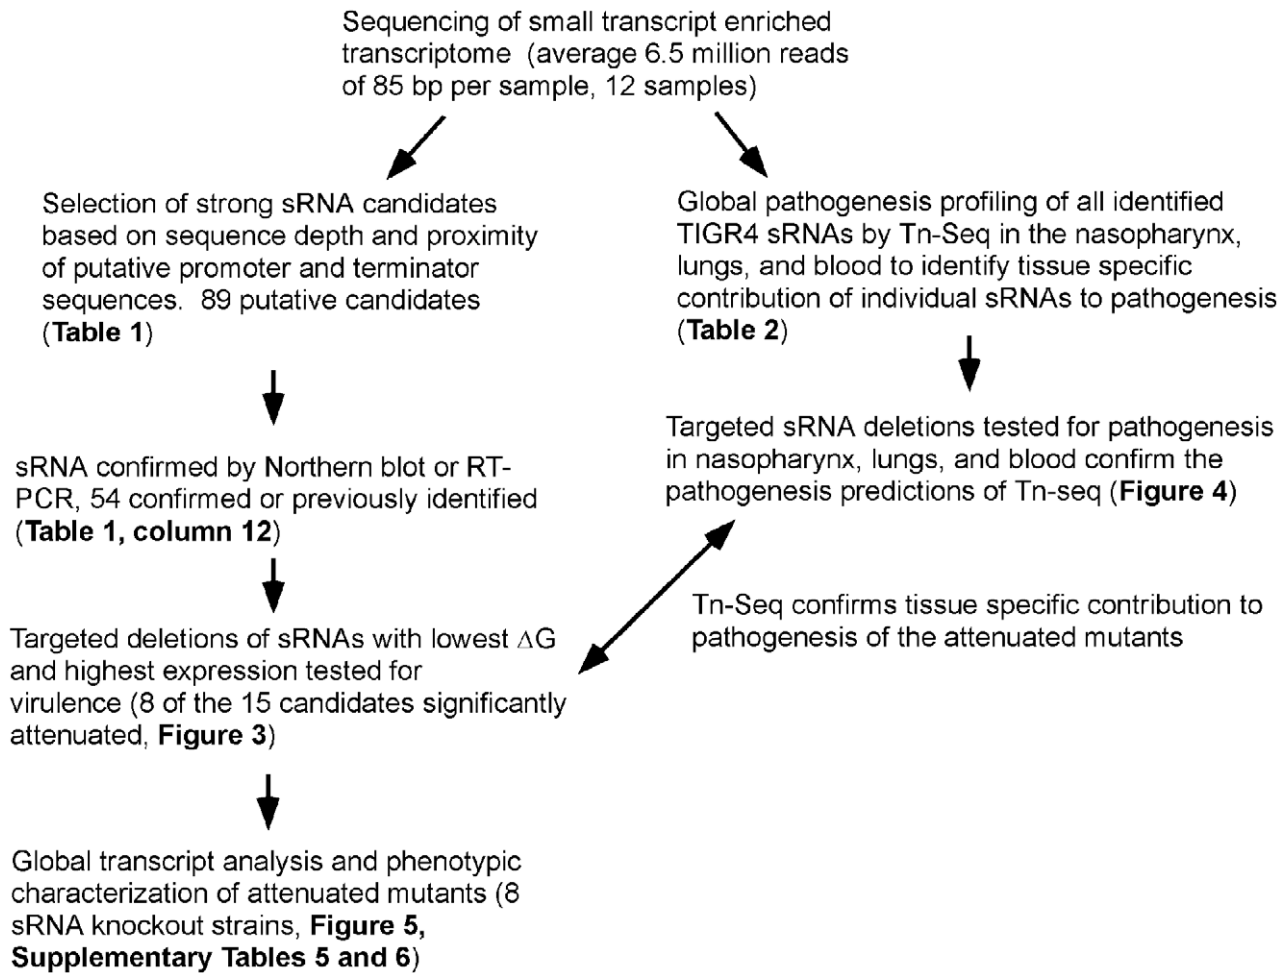 Sequencing of small transcript enriched
transcriptome (average 6.5 million reads
of 85 bp per sample, 12 samples)
Selection of strong sRNA candidates
based on sequence depth and proximity
of putative promoter and terminator
sequences. 89 putative candidates
(Table 1)
Global pathogenesis profiling of all identified
TIGR4 sRNAs by Tn-Seq in the nasopharynx,
lungs, and blood to identify tissue specific
contribution of individual sRNAs to pathogenesis
(Table 2)
sRNA confirmed by Northern blot or RT-
PCR, 54 confirmed or previously identified
(Table 1, column 12)
Targeted sRNA deletions tested for pathogenesis
in nasopharynx, lungs, and blood confirm the
pathogenesis predictions of Tn-seq (Figure 4)
Tn-Seq confirms tissue specific contribution to
pathogenesis of the attenuated mutants
Targeted deletions of sRNAs with lowest ΔG
and highest expression tested for
virulence (8 of the 15 candidates significantly
attenuated, Figure 3)
Global transcript analysis and phenotypic
characterization of attenuated mutants (8
sRNA knockout strains, Figure 5,
Supplementary Tables 5 and 6)